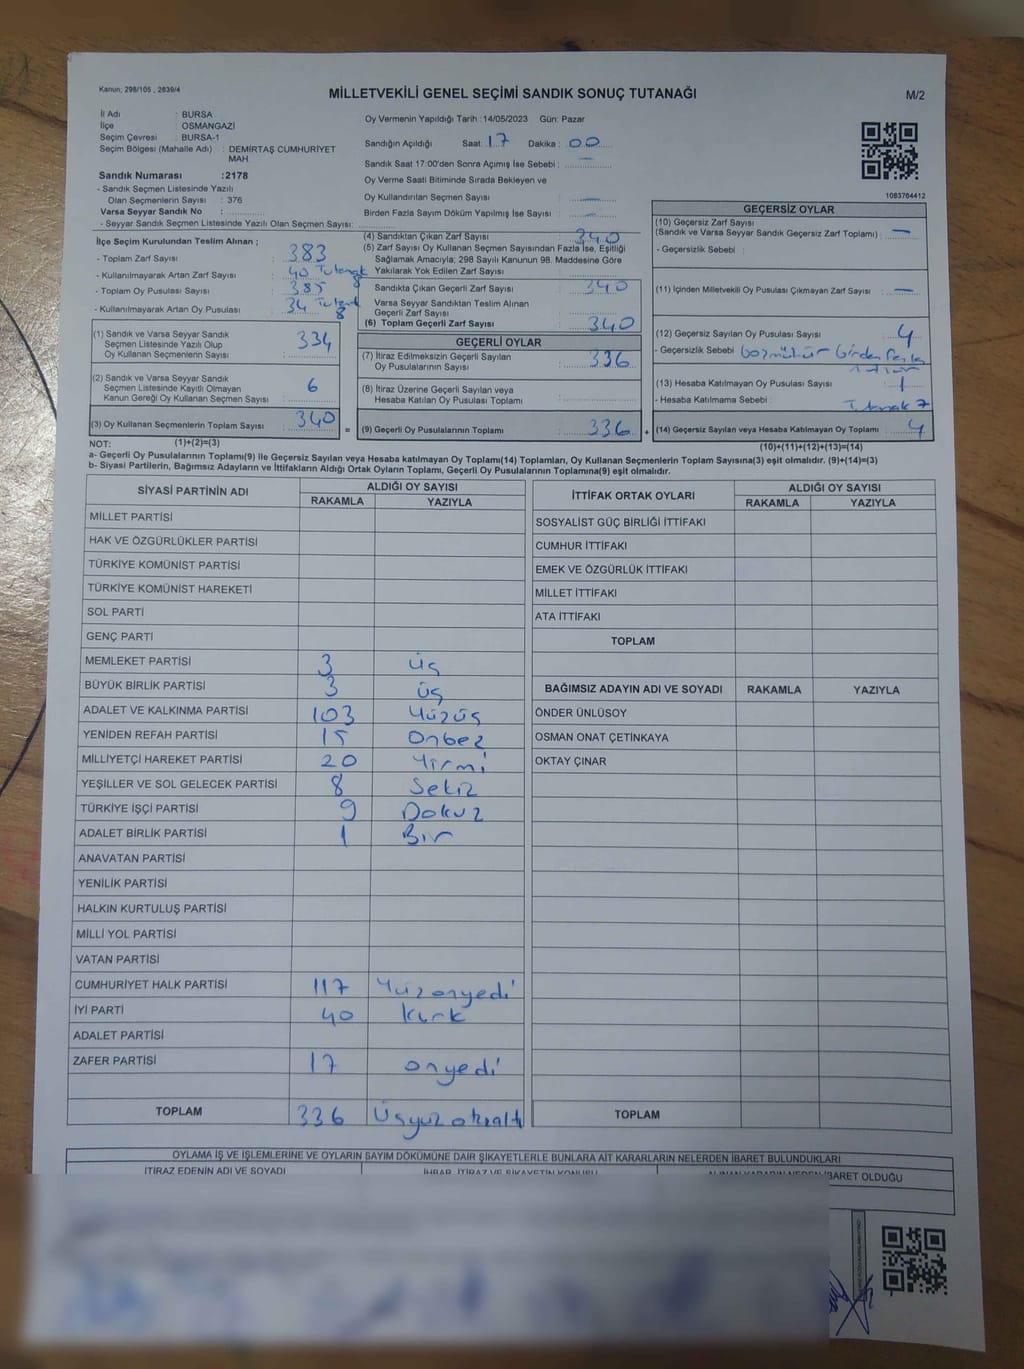 Kanun; 298/105 , 2839/4
MİLLETVEKİLİ GENEL SEÇİMİ SANDIK SONUÇ TUTANAĞI
M/2
İl Adı : BURSA
İlçe : OSMANGAZİ
Seçim Çevresi : BURSA-1
Seçim Bölgesi (Mahalle Adı) : DEMİRTAŞ CUMHURİYET
MAH.
Sandık Numarası :2178
- Sandık Seçmen Listesinde Yazılı
Olan Seçmenlerin Sayısı : 376
Varsa Seyyar Sandık No :
- Seyyar Sandık Seçmen Listesinde Yazılı Olan Seçmen Sayısı:
Oy Vermenin Yapıldığı Tarih :14/05/2023 Gün: Pazar
Sandığın Açıldığı Saat: 17 Dakika : 00
Sandık Saat 17:00'den Sonra Açımış İse Sebebi : —
Oy Verme Saati Bitiminde Sırada Bekleyen ve
Oy Kullandırılan Seçmen Sayısı : —
Birden Fazla Sayım Döküm Yapılmış İse Sayısı : —
1083764412
İlçe Seçim Kurulundan Teslim Alınan ;
- Toplam Zarf Sayısı : 383
- Kullanılmayarak Artan Zarf Sayısı : 40 Tutanak 8
- Toplam Oy Pusulası Sayısı : 385
- Kullanılmayarak Artan Oy Pusulası : 34 8
(1) Sandık ve Varsa Seyyar Sandık
Seçmen Listesinde Yazılı Olup
Oy Kullanan Seçmenlerin Sayısı : 334
(2) Sandık ve Varsa Seyyar Sandık
Seçmen Listesinde Kayıtlı Olmayan
Kanun Gereği Oy Kullanan Seçmen Sayısı : 6
(3) Oy Kullanan Seçmenlerin Toplam Sayısı : 340
(4) Sandıktan Çıkan Zarf Sayısı : 340
(5) Zarf Sayısı Oy Kullanan Seçmen Sayısından Fazla İse, Eşitliği
Sağlamak Amacıyla; 298 Sayılı Kanunun 98. Maddesine Göre
Yakılarak Yok Edilen Zarf Sayısı :
Sandıkta Çıkan Geçerli Zarf Sayısı : 340
Varsa Seyyar Sandıktan Teslim Alınan
Geçerli Zarf Sayısı :
(6) Toplam Geçerli Zarf Sayısı : 340
GEÇERLİ OYLAR
(7) İtiraz Edilmeksizin Geçerli Sayılan
Oy Pusulalarının Sayısı : 336
(8) İtiraz Üzerine Geçerli Sayılan veya
Hesaba Katılan Oy Pusulası Toplamı :
= (9) Geçerli Oy Pusulalarının Toplamı : 336
GEÇERSİZ OYLAR
(10) Geçersiz Zarf Sayısı
(Sandık ve Varsa Seyyar Sandık Geçersiz Zarf Toplamı) : —
- Geçersizlik Sebebi :
(11) İçinden Milletvekili Oy Pusulası Çıkmayan Zarf Sayısı : —
(12) Geçersiz Sayılan Oy Pusulası Sayısı : 4
- Geçersizlik Sebebi :
(13) Hesaba Katılmayan Oy Pusulası Sayısı : 1
- Hesaba Katılmama Sebebi : Tutanak 7
+ (14) Geçersiz Sayılan veya Hesaba Katılmayan Oy Toplamı : 4
NOT: (1)+(2)=(3)
(10)+(11)+(12)+(13)=(14)
a- Geçerli Oy Pusulalarının Toplamı(9) ile Geçersiz Sayılan veya Hesaba Katılmayan Oy Toplamı(14) Toplamları, Oy Kullanan Seçmenlerin Toplam Sayısına(3) eşit olmalıdır. (9)+(14)=(3)
b- Siyasi Partilerin, Bağımsız Adayların ve İttifakların Aldığı Ortak Oyların Toplamı, Geçerli Oy Pusulalarının Toplamına(9) eşit olmalıdır.
SİYASİ PARTİNİN ADI ALDIĞI OY SAYISI
RAKAMLA YAZIYLA
MİLLET PARTİSİ
HAK VE ÖZGÜRLÜKLER PARTİSİ
TÜRKİYE KOMÜNİST PARTİSİ
TÜRKİYE KOMÜNİST HAREKETİ
SOL PARTİ
GENÇ PARTİ
MEMLEKET PARTİSİ 3 üç
BÜYÜK BİRLİK PARTİSİ 3 üç
ADALET VE KALKINMA PARTİSİ 103 Yüzüç
YENİDEN REFAH PARTİSİ 15 Onbeş
MİLLİYETÇİ HAREKET PARTİSİ 20 Yirmi
YEŞİLLER VE SOL GELECEK PARTİSİ 8 Sekiz
TÜRKİYE İŞÇİ PARTİSİ 9 Dokuz
ADALET BİRLİK PARTİSİ 1 Bir
ANAVATAN PARTİSİ
YENİLİK PARTİSİ
HALKIN KURTULUŞ PARTİSİ
MİLLİ YOL PARTİSİ
VATAN PARTİSİ
CUMHURİYET HALK PARTİSİ 117 Yüzonyedi
İYİ PARTİ 40 Kırk
ADALET PARTİSİ
ZAFER PARTİSİ 17 onyedi
TOPLAM 336 Üçyüzotuzaltı
İTTİFAK ORTAK OYLARI ALDIĞI OY SAYISI
RAKAMLA YAZIYLA
SOSYALİST GÜÇ BİRLİĞİ İTTİFAKI
CUMHUR İTTİFAKI
EMEK VE ÖZGÜRLÜK İTTİFAKI
MİLLET İTTİFAKI
ATA İTTİFAKI
TOPLAM
BAĞIMSIZ ADAYIN ADI VE SOYADI RAKAMLA YAZIYLA
ÖNDER ÜNLÜSOY
OSMAN ONAT ÇETİNKAYA
OKTAY ÇINAR
TOPLAM
OYLAMA İŞ VE İŞLEMLERİNE VE OYLARIN SAYIM DÖKÜMÜNE DAİR ŞİKAYETLERLE BUNLARA AİT KARARLARIN NELERDEN İBARET BULUNDUKLARI
İTİRAZ EDENİN ADI VE SOYADI İHBAR, İTİRAZ VE ŞİKAYETİN KONUSU ALINAN KARARIN NEDEN İBARET OLDUĞU